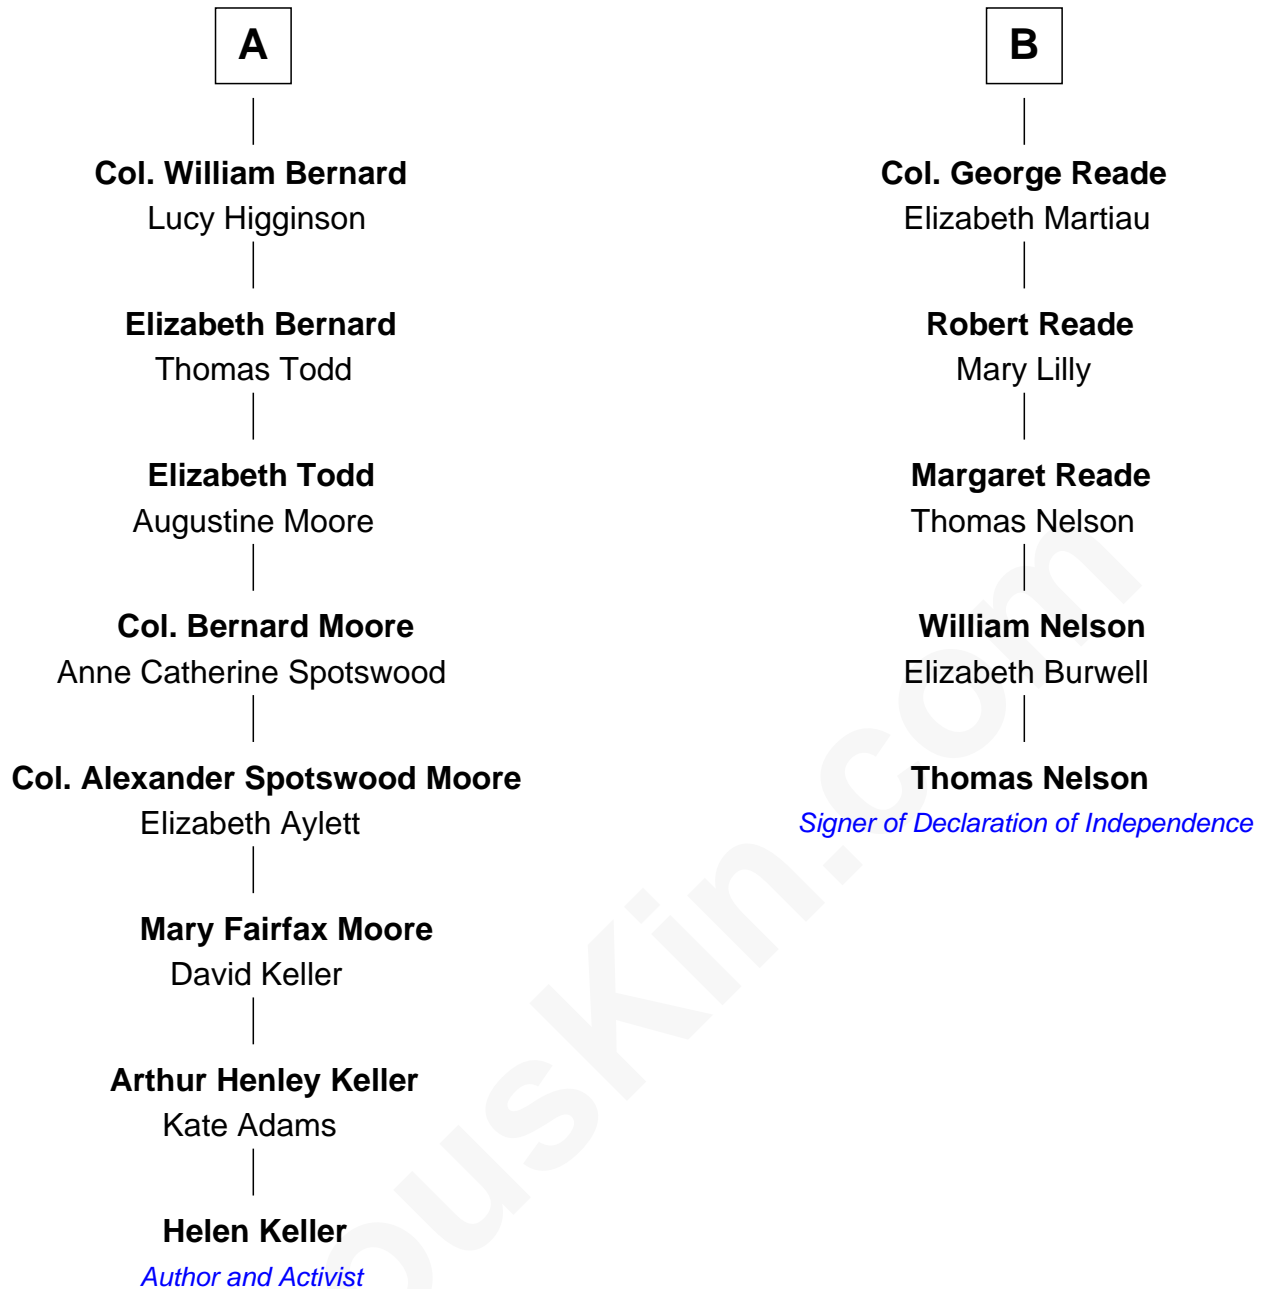 A
Col. William Bernard
Lucy Higginson
Elizabeth Bernard
Thomas Todd
Elizabeth Todd
Augustine Moore
Col. Bernard Moore
Anne Catherine Spotswood
Col. Alexander Spotswood Moore
Elizabeth Aylett
Mary Fairfax Moore
David Keller
Arthur Henley Keller
Kate Adams
Helen Keller
Author and Activist
B
Col. George Reade
Elizabeth Martiau
Robert Reade
Mary Lilly
Margaret Reade
Thomas Nelson
William Nelson
Elizabeth Burwell
Thomas Nelson
Signer of Declaration of Independence
ousKin.com